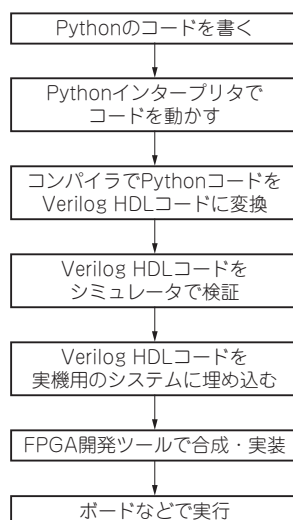 Pythonのコードを書く
Pythonインタープリタで
コードを動かす
コンパイラでPythonコードを
Verilog HDLコードに変換
Verilog HDLコードを
シミュレータで検証
Verilog HDLコードを
実機用のシステムに埋め込む
FPGA開発ツールで合成・実装
ボードなどで実行